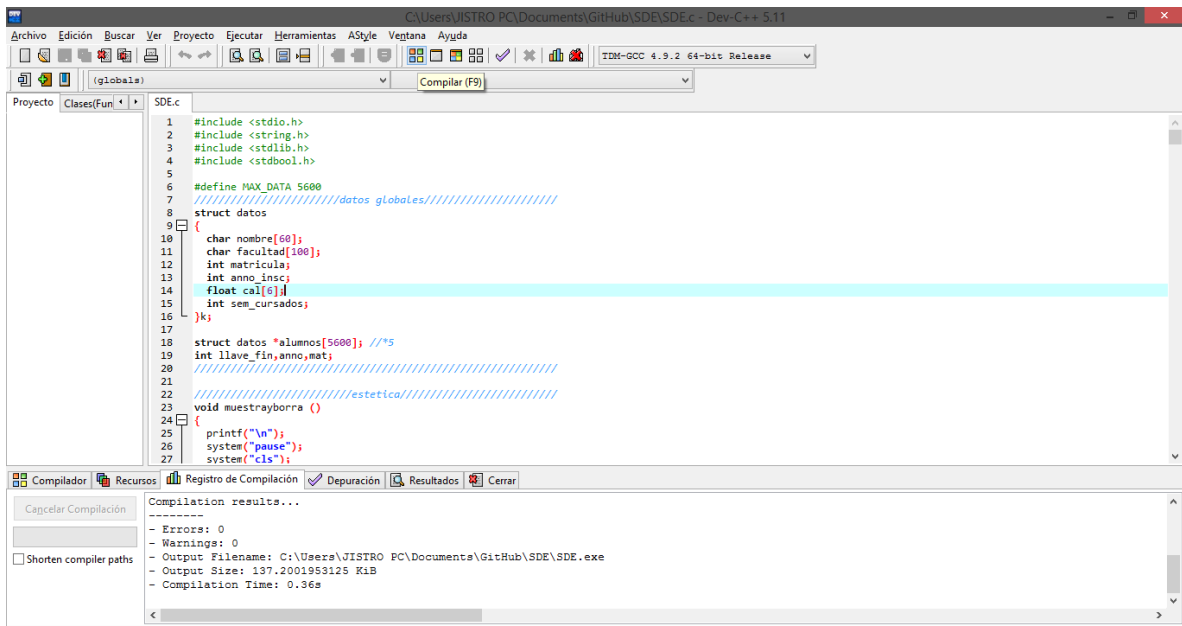 C:\Users\JISTRO PC\Documents\GitHub\SDE\SDE.c - Dev-C++ 5.11
Archivo Edición Buscar Ver Proyecto Ejecutar Herramientas AStyle Ventana Ayuda
TDM-GCC 4.9.2 64-bit Release
(globals)
Compilar (F9)
Proyecto Clases(Fun SDE.c
1 #include <stdio.h>
2 #include <string.h>
3 #include <stdlib.h>
4 #include <stdbool.h>
5
6 #define MAX_DATA 5600
7 ////////////////////////datos globales//////////////////////
8 struct datos
9 {
10 char nombre[60];
11 char facultad[100];
12 int matricula;
13 int anno_insc;
14 float cal[6];
15 int sem_cursados;
16 }k;
17
18 struct datos *alumnos[5600]; //*5
19 int llave_fin,anno,mat;
20 ////////////////////////////////////////////////////////////
21
22 //////////////////////////estetica//////////////////////////
23 void muestrayborra ()
24 {
25 printf("\n");
26 system("pause");
27 system("cls");
Compilador Recursos Registro de Compilación Depuración Resultados Cerrar
Cancelar Compilación
Shorten compiler paths
Compilation results...
--------
- Errors: 0
- Warnings: 0
- Output Filename: C:\Users\JISTRO PC\Documents\GitHub\SDE\SDE.exe
- Output Size: 137.2001953125 KiB
- Compilation Time: 0.36s